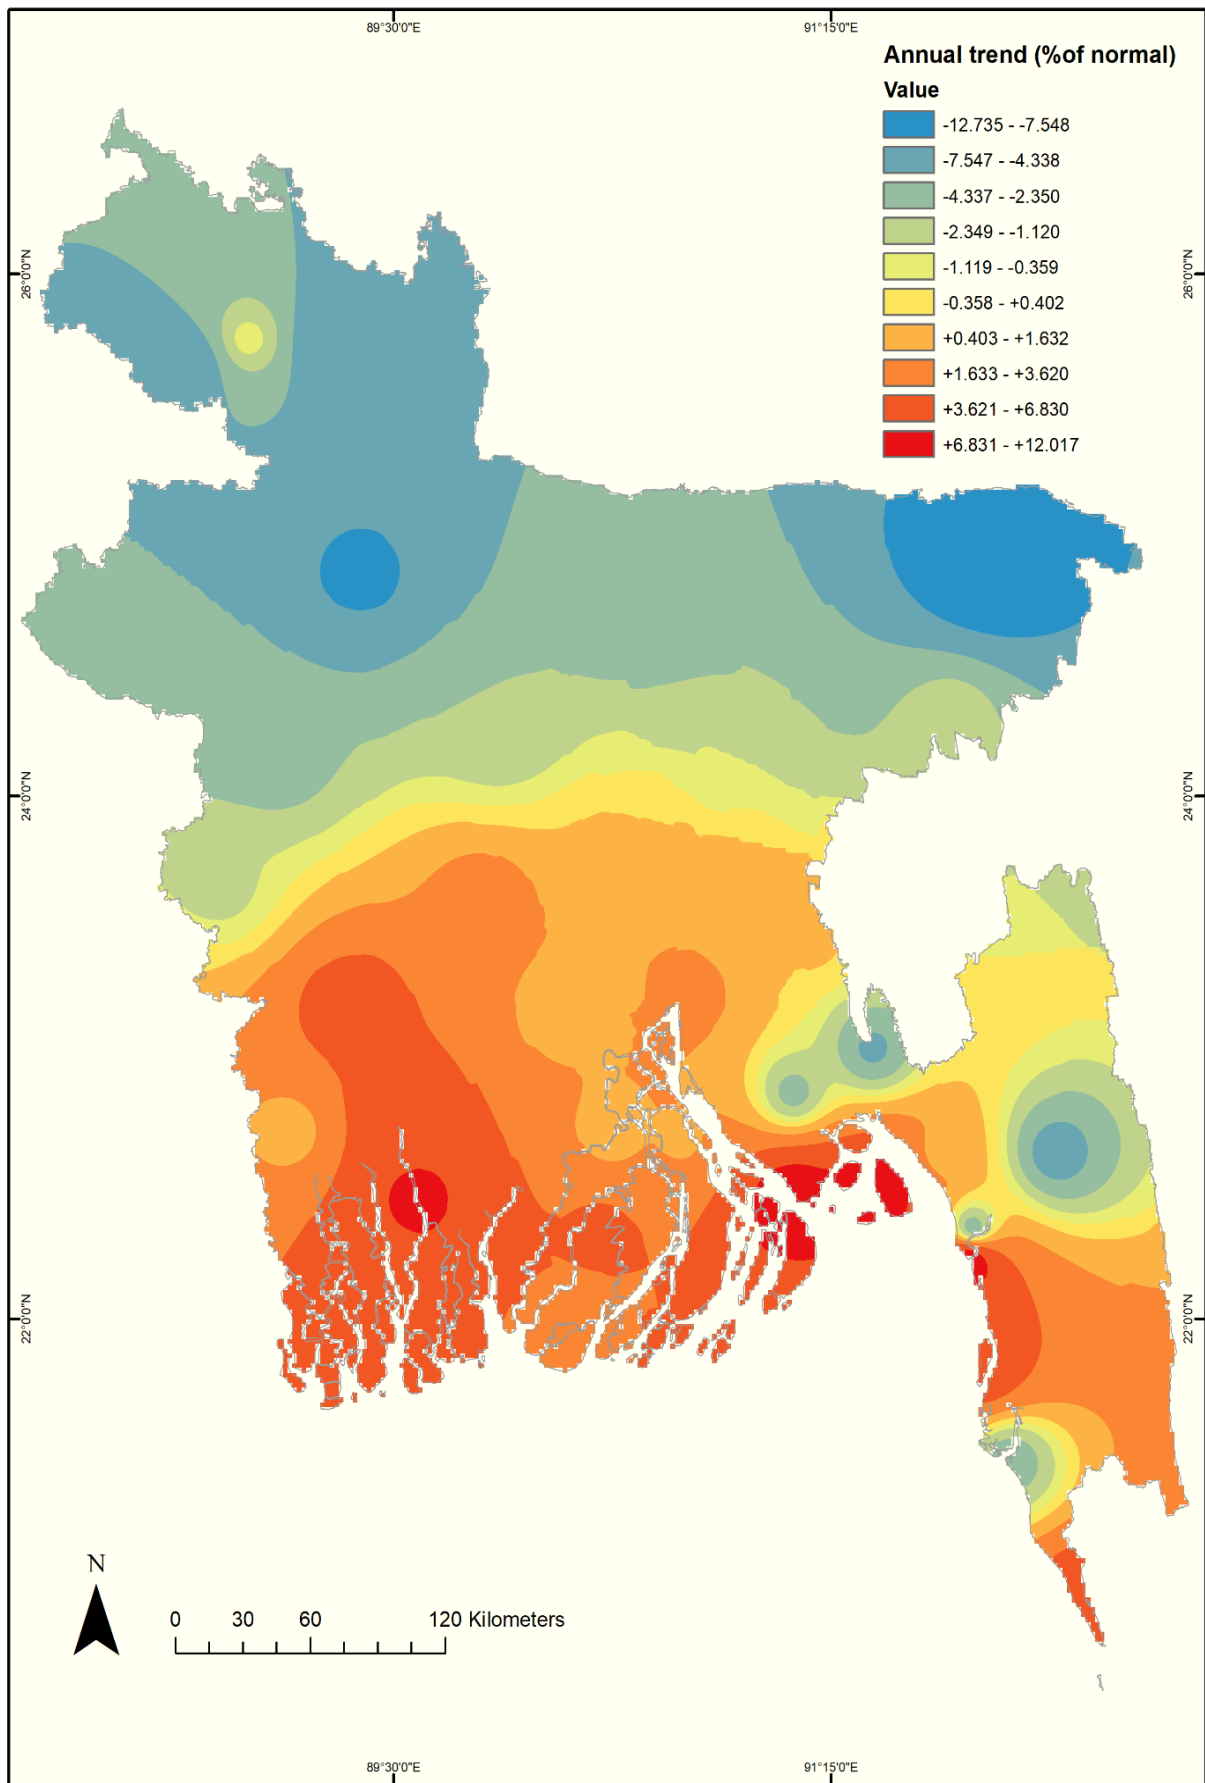 89°30'0"E
91°15'0"E
Annual trend (%of normal)
Value
-12.735 - -7.548
-7.547 - -4.338
-4.337 - -2.350
-2.349 - -1.120
-1.119 - -0.359
-0.358 - +0.402
+0.403 - +1.632
+1.633 - +3.620
+3.621 - +6.830
+6.831 - +12.017
26°0'0"N
26°0'0"N
24°0'0"N
24°0'0"N
22°0'0"N
22°0'0"N
N
0 30 60 120 Kilometers
89°30'0"E
91°15'0"E